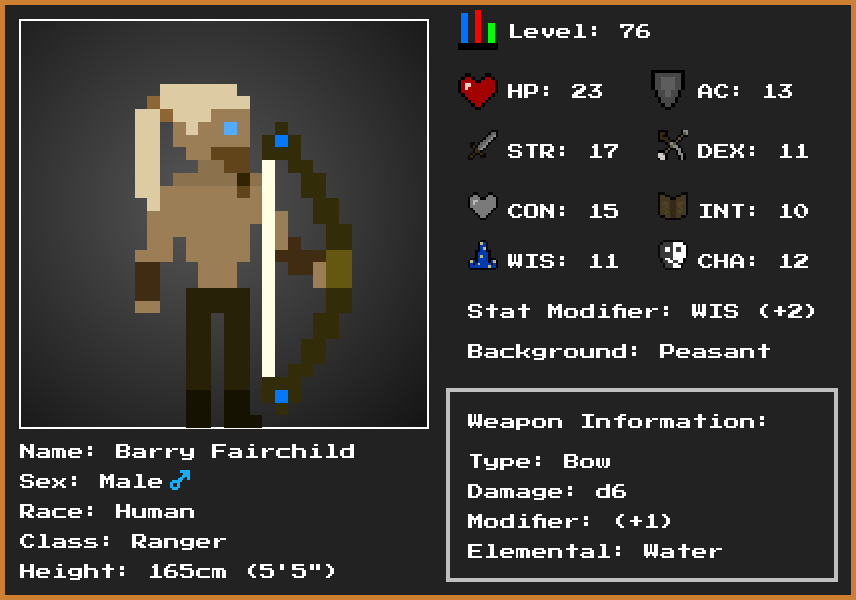 Level: 76
HP: 23 AC: 13
STR: 17 DEX: 11
CON: 15 INT: 10
WIS: 11 CHA: 12
Stat Modifier: WIS (+2)
Background: Peasant
Name: Barry Fairchild
Sex: Male ♂
Race: Human
Class: Ranger
Height: 165cm (5'5")
Weapon Information:
Type: Bow
Damage: d6
Modifier: (+1)
Elemental: Water